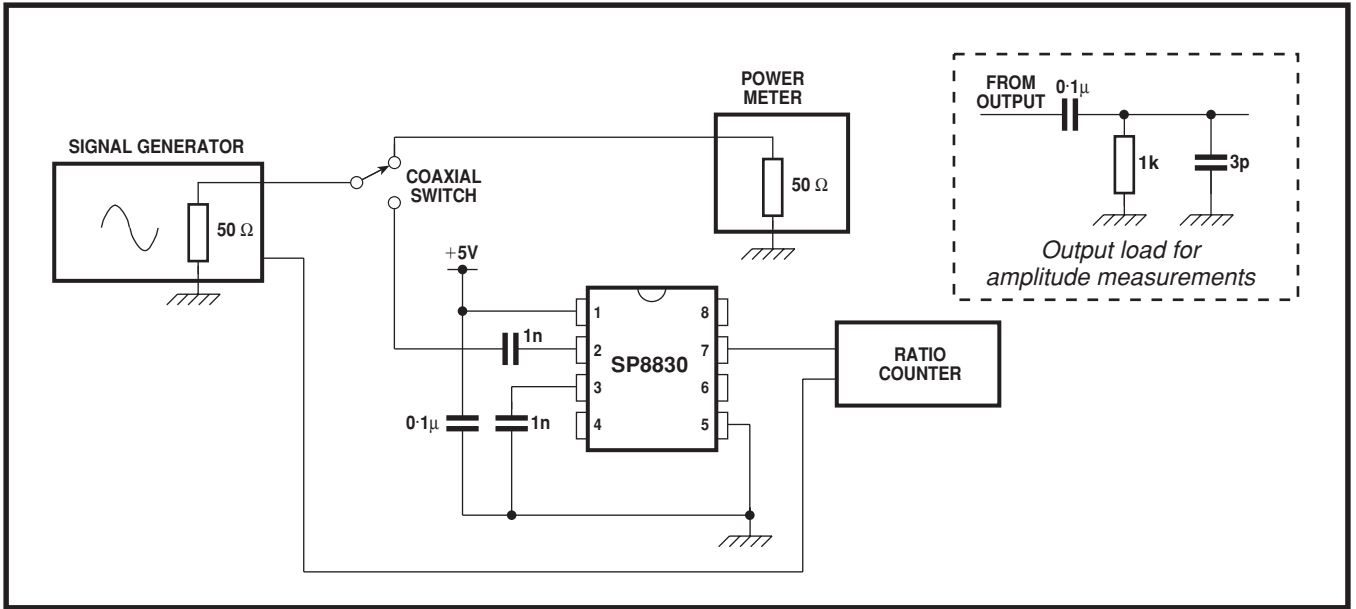 SIGNAL GENERATOR
50 Ω
COAXIAL
SWITCH
POWER
METER
50 Ω
FROM
OUTPUT
0·1µ
1k
3p
Output load for
amplitude measurements
+5V
1n
0·1µ
1n
1
2
3
4
SP8830
8
7
6
5
RATIO
COUNTER